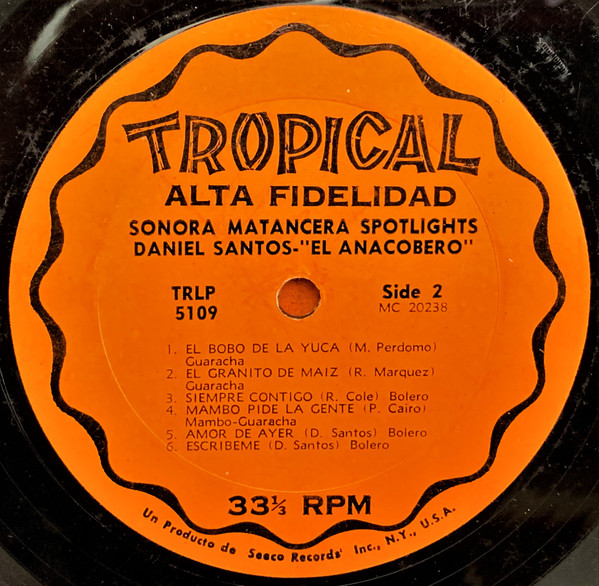 TROPICAL
ALTA FIDELIDAD
SONORA MATANCERA SPOTLIGHTS
DANIEL SANTOS-"EL ANACOBERO"
TRLP
5109
Side 2
MC 20238
1. EL BOBO DE LA YUCA (M. Perdomo)
Guaracha
2. EL GRANITO DE MAIZ (R. Marquez)
Guaracha
3. SIEMPRE CONTIGO (R. Cole) Bolero
4. MAMBO PIDE LA GENTE (P. Cairo)
Mambo-Guaracha
5. AMOR DE AYER (D. Santos) Bolero
6. ESCRIBEME (D. Santos) Bolero
33⅓ RPM
Un Producto de Seeco Records' Inc., N.Y., U.S.A.